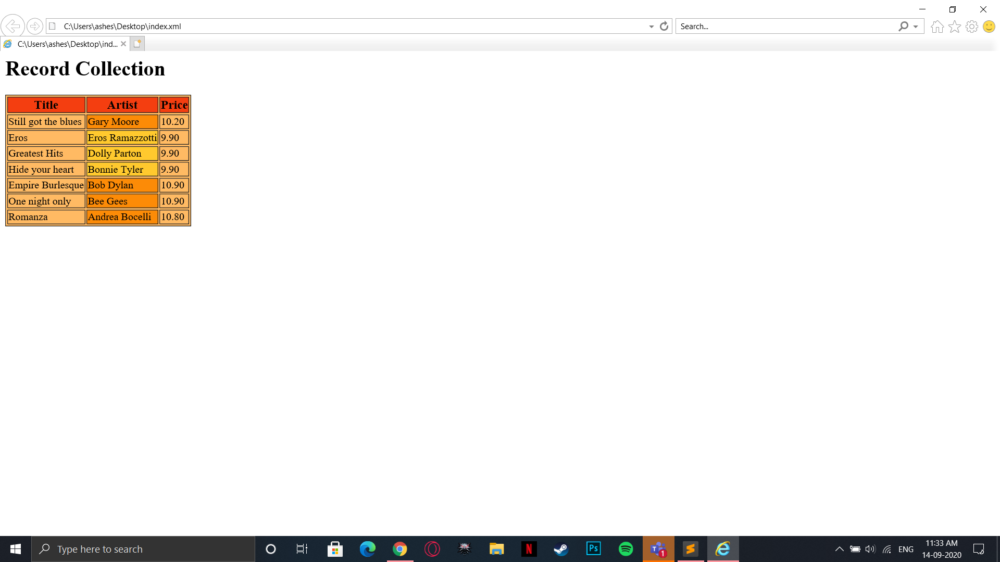 C:\Users\ashes\Desktop\index.xml
Search...
C:\Users\ashes\Desktop\ind...
Record Collection
Title Artist Price
Still got the blues Gary Moore 10.20
Eros Eros Ramazzotti 9.90
Greatest Hits Dolly Parton 9.90
Hide your heart Bonnie Tyler 9.90
Empire Burlesque Bob Dylan 10.90
One night only Bee Gees 10.90
Romanza Andrea Bocelli 10.80
Type here to search
N
Ps
T
1
ENG
11:33 AM
14-09-2020